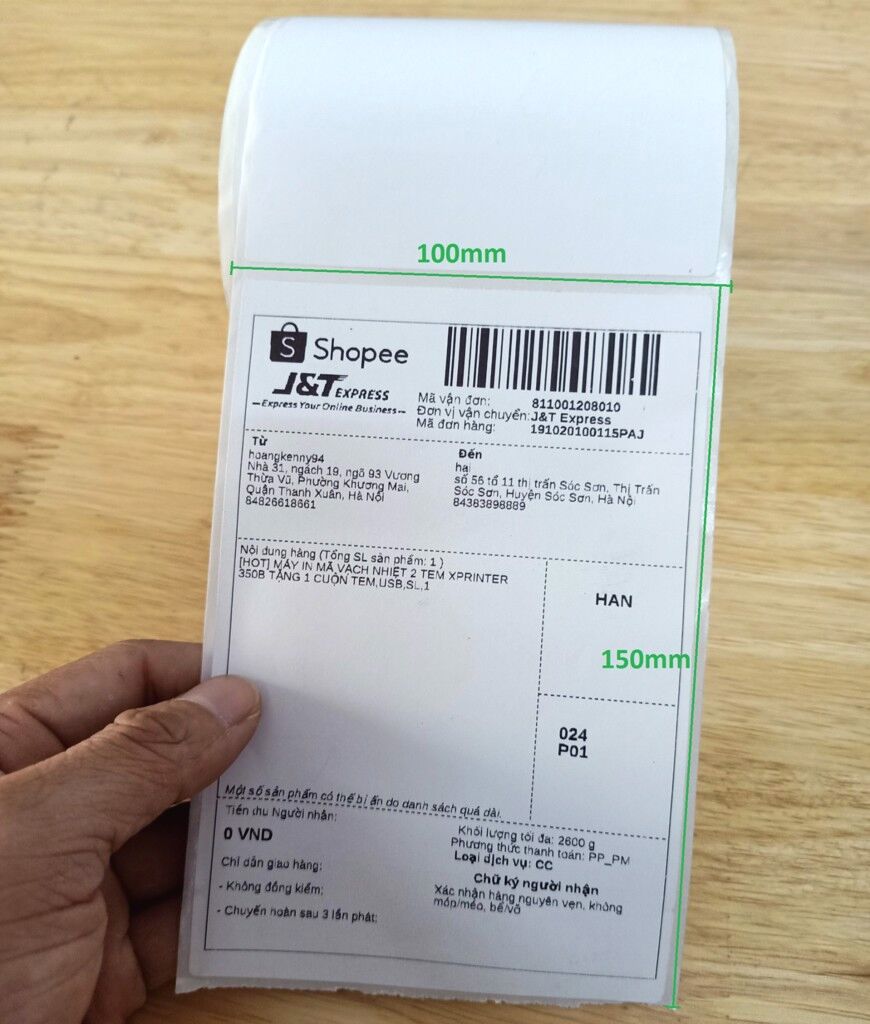 100mm
S Shopee
J&T EXPRESS
Express Your Online Business
Mã vận đơn: 811001208010
Đơn vị vận chuyển: J&T Express
Mã đơn hàng: 191020100115PAJ
Từ
hoangkenny94
Nhà 31, ngách 19, ngõ 93 Vương
Thừa Vũ, Phường Khương Mai,
Quận Thanh Xuân, Hà Nội
84826618661
Đến
hai
số 56 tổ 11 thị trấn Sóc Sơn, Thị Trấn
Sóc Sơn, Huyện Sóc Sơn, Hà Nội
84383898889
Nội dung hàng (Tổng SL sản phẩm: 1 )
[HOT] MÁY IN MÃ VẠCH NHIỆT 2 TEM XPRINTER
350B TẶNG 1 CUỘN TEM,USB,SL,1
HAN
150mm
024
P01
Một số sản phẩm có thể bị ẩn do danh sách quá dài.
Tiền thu Người nhận:
0 VND
Chỉ dẫn giao hàng:
- Không đồng kiểm;
- Chuyển hoàn sau 3 lần phát;
Khối lượng tối đa: 2600 g
Phương thức thanh toán: PP_PM
Loại dịch vụ: CC
Chữ ký người nhận
Xác nhận hàng nguyên vẹn, không
móp/méo, bể/vỡ